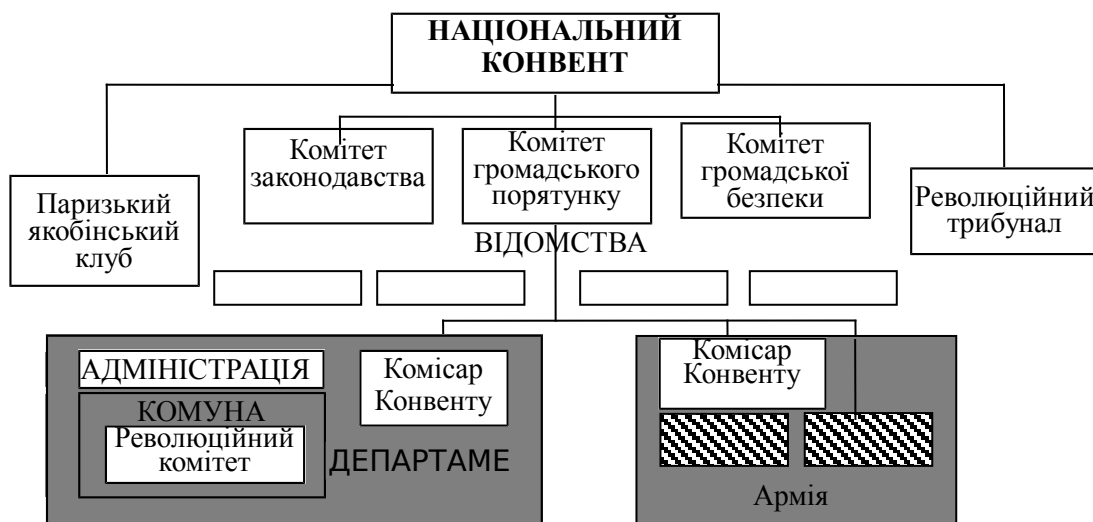 НАЦІОНАЛЬНИЙ
КОНВЕНТ
Паризький
якобінський
клуб
Комітет
законодавства
Комітет
громадського
порятунку
Комітет
громадської
безпеки
Революційний
трибунал
ВІДОМСТВА
АДМІНІСТРАЦІЯ
КОМУНА
Революційний
комітет
Комісар
Конвенту
ДЕПАРТАМЕ
Комісар
Конвенту
Армія